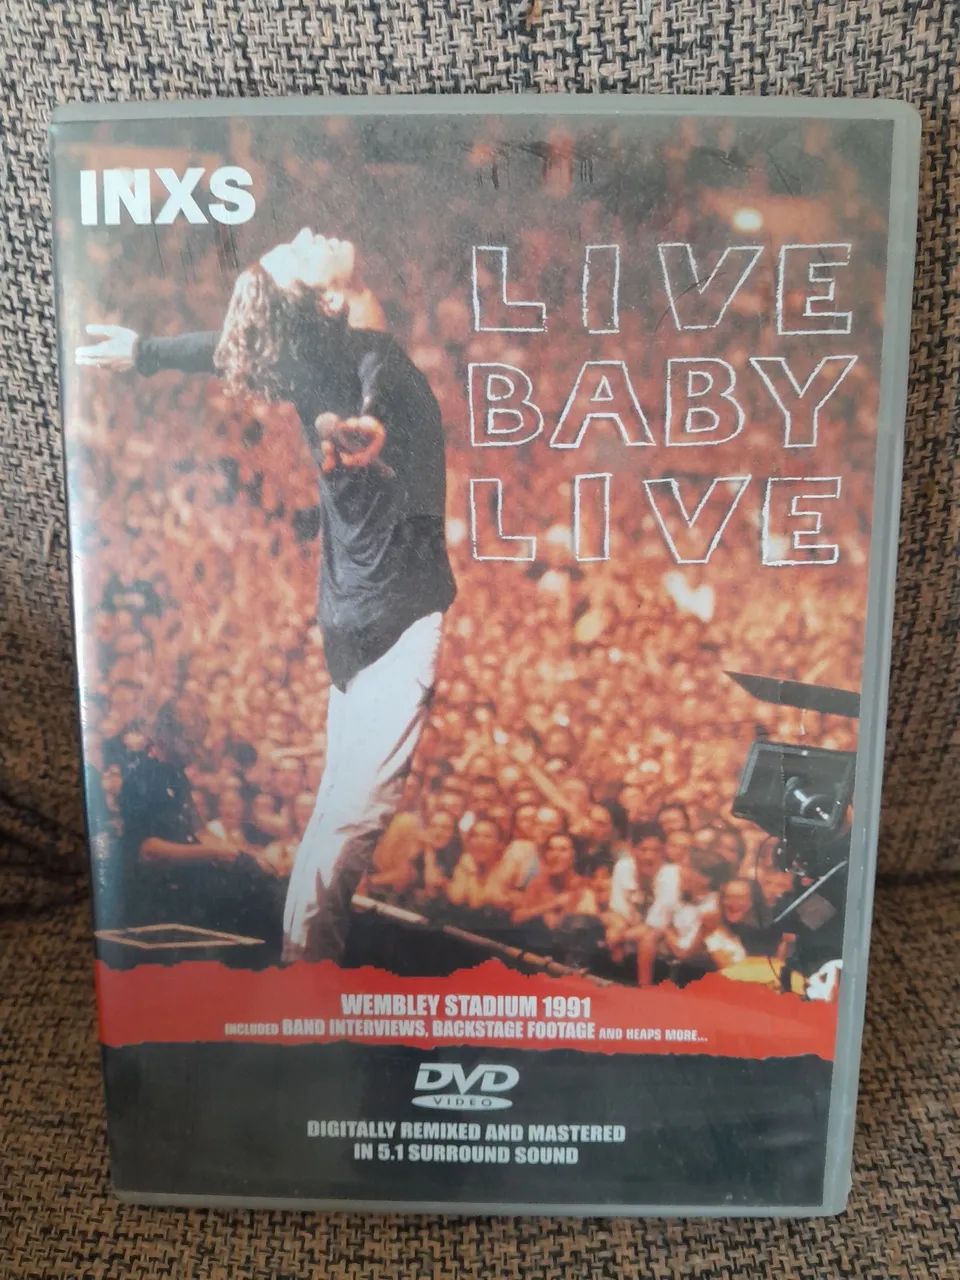 INXS
LIVE
BABY
LIVE
WEMBLEY STADIUM 1991
INCLUDED BAND INTERVIEWS, BACKSTAGE FOOTAGE AND HEAPS MORE...
DVD
VIDEO
DIGITALLY REMIXED AND MASTERED
IN 5.1 SURROUND SOUND